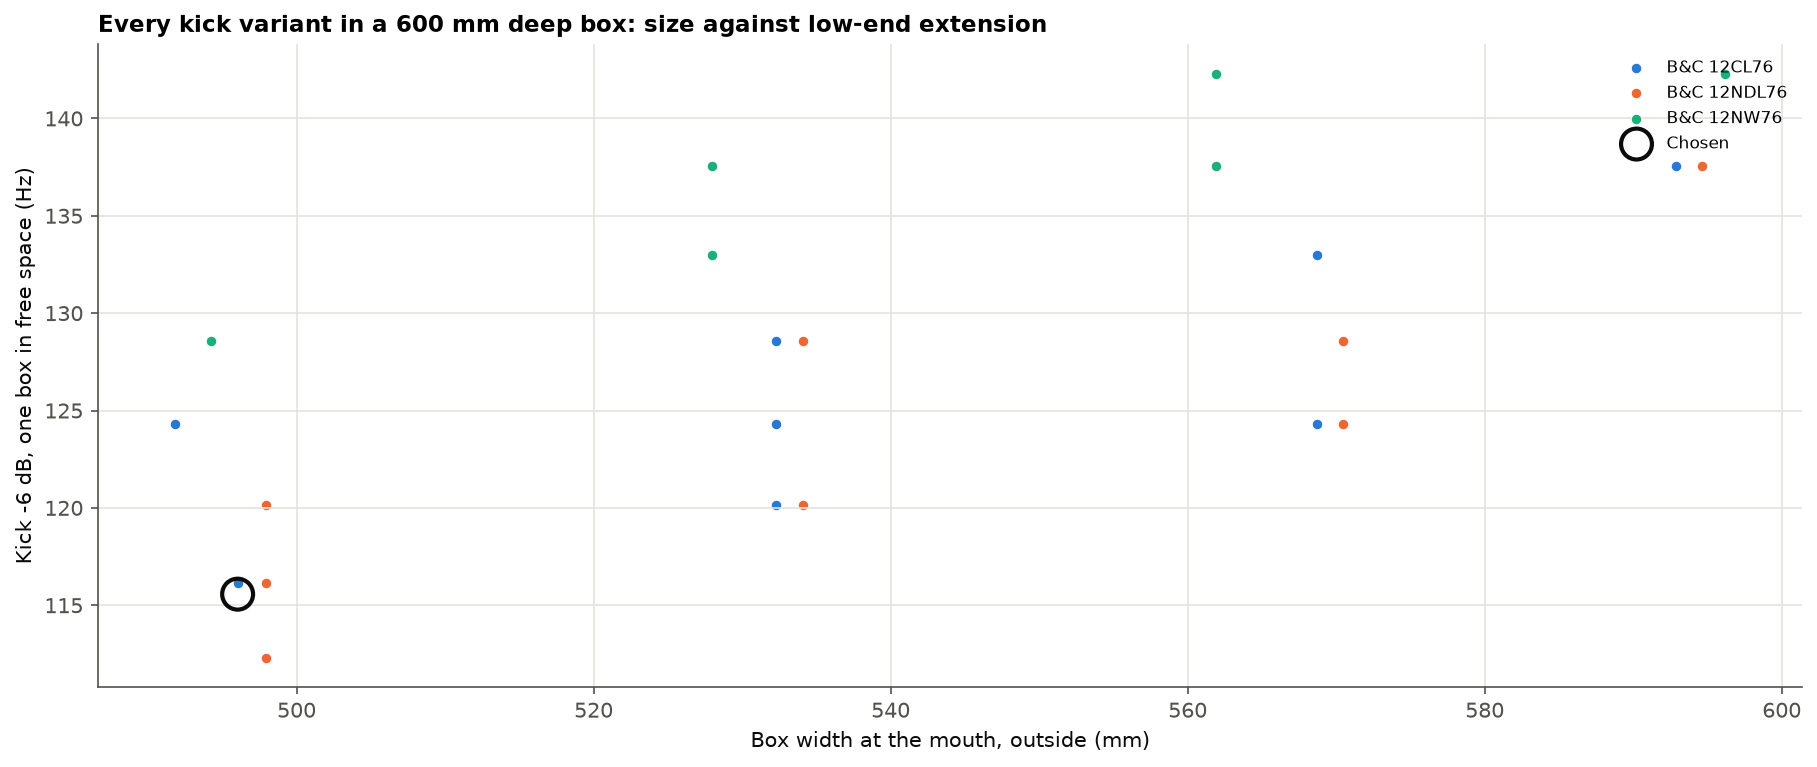 Every kick variant in a 600 mm deep box: size against low-end extension
B&C 12CL76
B&C 12NDL76
B&C 12NW76
Chosen
Kick -6 dB, one box in free space (Hz)
140
135
130
125
120
115
500 520 540 560 580 600
Box width at the mouth, outside (mm)